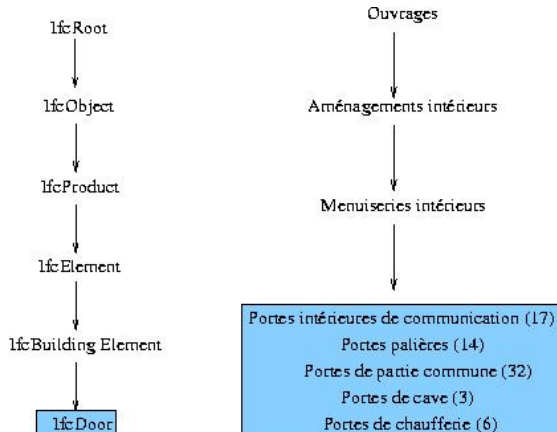 IfcRoot
IfcObject
IfcProduct
IfcElement
IfcBuilding Element
IfcDoor
Ouvrages
Aménagements intérieurs
Menuiseries intérieurs
Portes intérieures de communication (17)
Portes palières (14)
Portes de partie commune (32)
Portes de cave (3)
Portes de chaufferie (6)